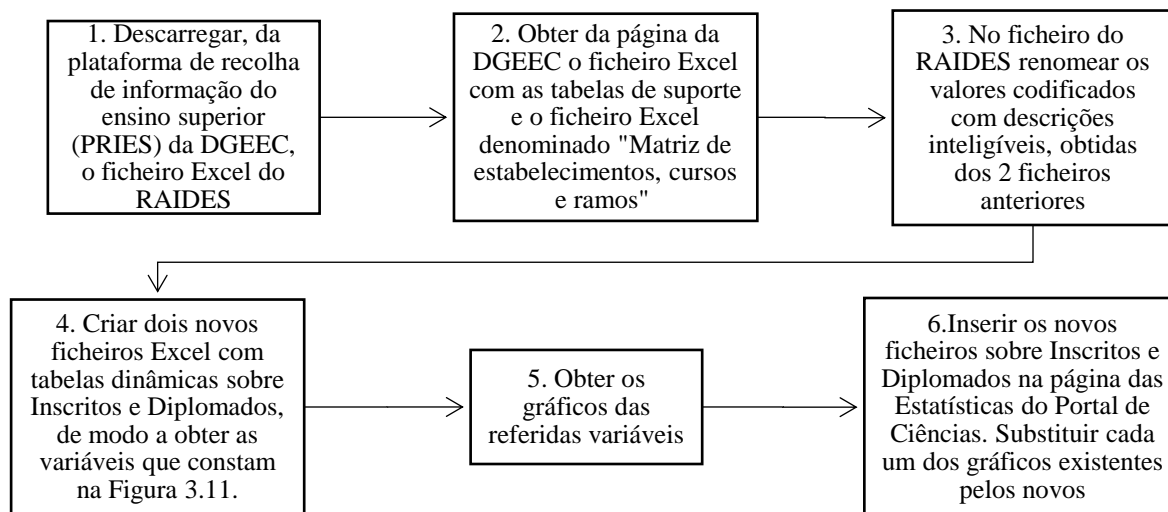 1. Descarregar, da
plataforma de recolha
de informação do
ensino superior
(PRIES) da DGEEC,
o ficheiro Excel do
RAIDES
2. Obter da página da
DGEEC o ficheiro Excel
com as tabelas de suporte
e o ficheiro Excel
denominado "Matriz de
estabelecimentos, cursos
e ramos"
3. No ficheiro do
RAIDES renomear os
valores codificados
com descrições
inteligíveis, obtidas
dos 2 ficheiros
anteriores
4. Criar dois novos
ficheiros Excel com
tabelas dinâmicas sobre
Inscritos e Diplomados,
de modo a obter as
variáveis que constam
na Figura 3.11.
5. Obter os
gráficos das
referidas variáveis
6.Inserir os novos
ficheiros sobre Inscritos e
Diplomados na página das
Estatísticas do Portal de
Ciências. Substituir cada
um dos gráficos existentes
pelos novos